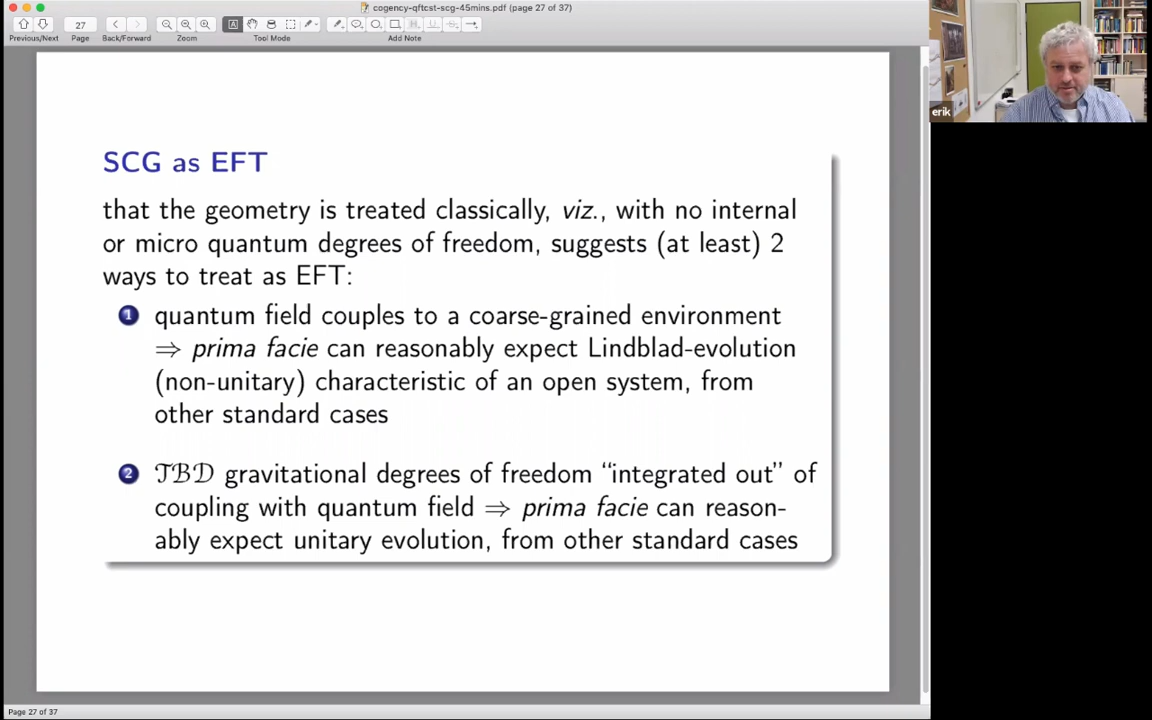 cogency-qftcst-scg-45mins.pdf (page 27 of 37)
27
Previous/Next Page Back/Forward Zoom Tool Mode Add Note
erik
SCG as EFT
that the geometry is treated classically, viz., with no internal
or micro quantum degrees of freedom, suggests (at least) 2
ways to treat as EFT:
1 quantum field couples to a coarse-grained environment
⇒ prima facie can reasonably expect Lindblad-evolution
(non-unitary) characteristic of an open system, from
other standard cases
2 TBD gravitational degrees of freedom “integrated out” of
coupling with quantum field ⇒ prima facie can reason-
ably expect unitary evolution, from other standard cases
Page 27 of 37